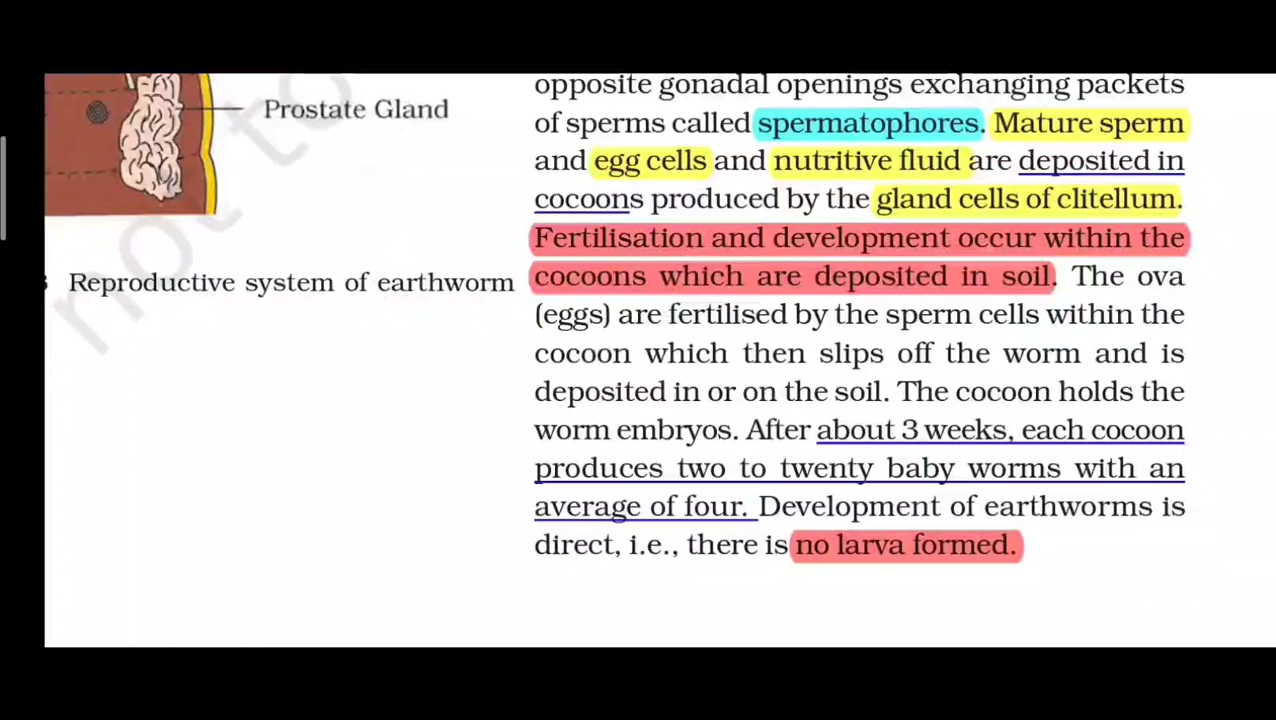 Prostate Gland
not to
Reproductive system of earthworm
opposite gonadal openings exchanging packets
of sperms called spermatophores. Mature sperm
and egg cells and nutritive fluid are deposited in
cocoons produced by the gland cells of clitellum.
Fertilisation and development occur within the
cocoons which are deposited in soil. The ova
(eggs) are fertilised by the sperm cells within the
cocoon which then slips off the worm and is
deposited in or on the soil. The cocoon holds the
worm embryos. After about 3 weeks, each cocoon
produces two to twenty baby worms with an
average of four. Development of earthworms is
direct, i.e., there is no larva formed.